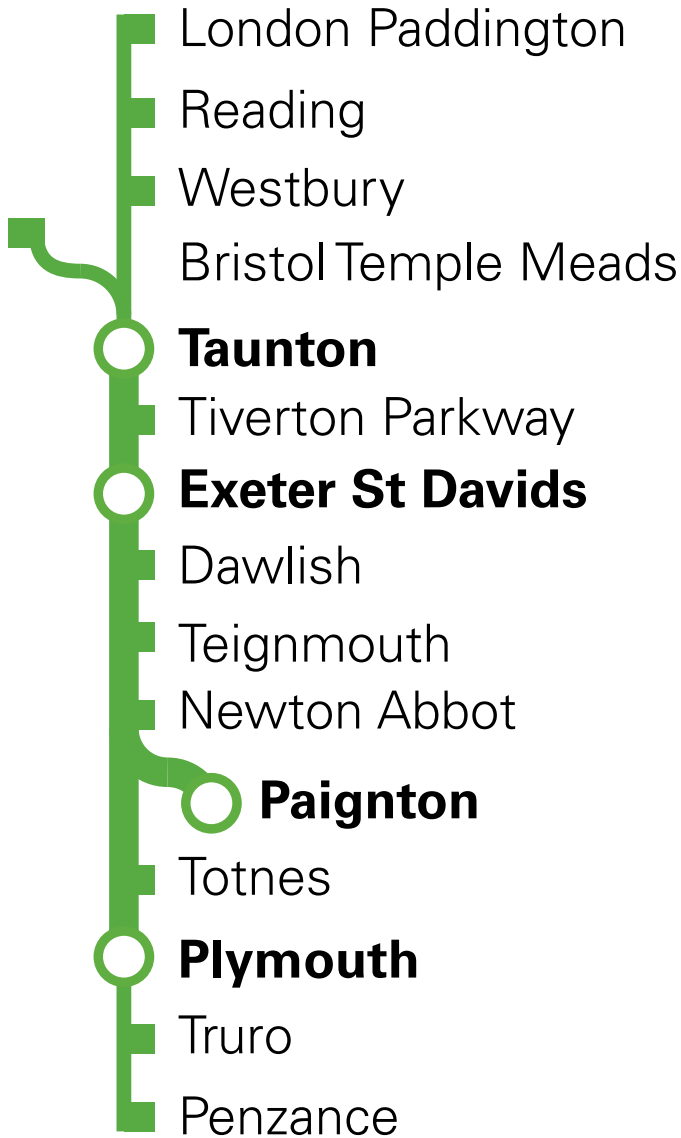 London Paddington
Reading
Westbury
Bristol Temple Meads
Taunton
Tiverton Parkway
Exeter St Davids
Dawlish
Teignmouth
Newton Abbot
Paignton
Totnes
Plymouth
Truro
Penzance